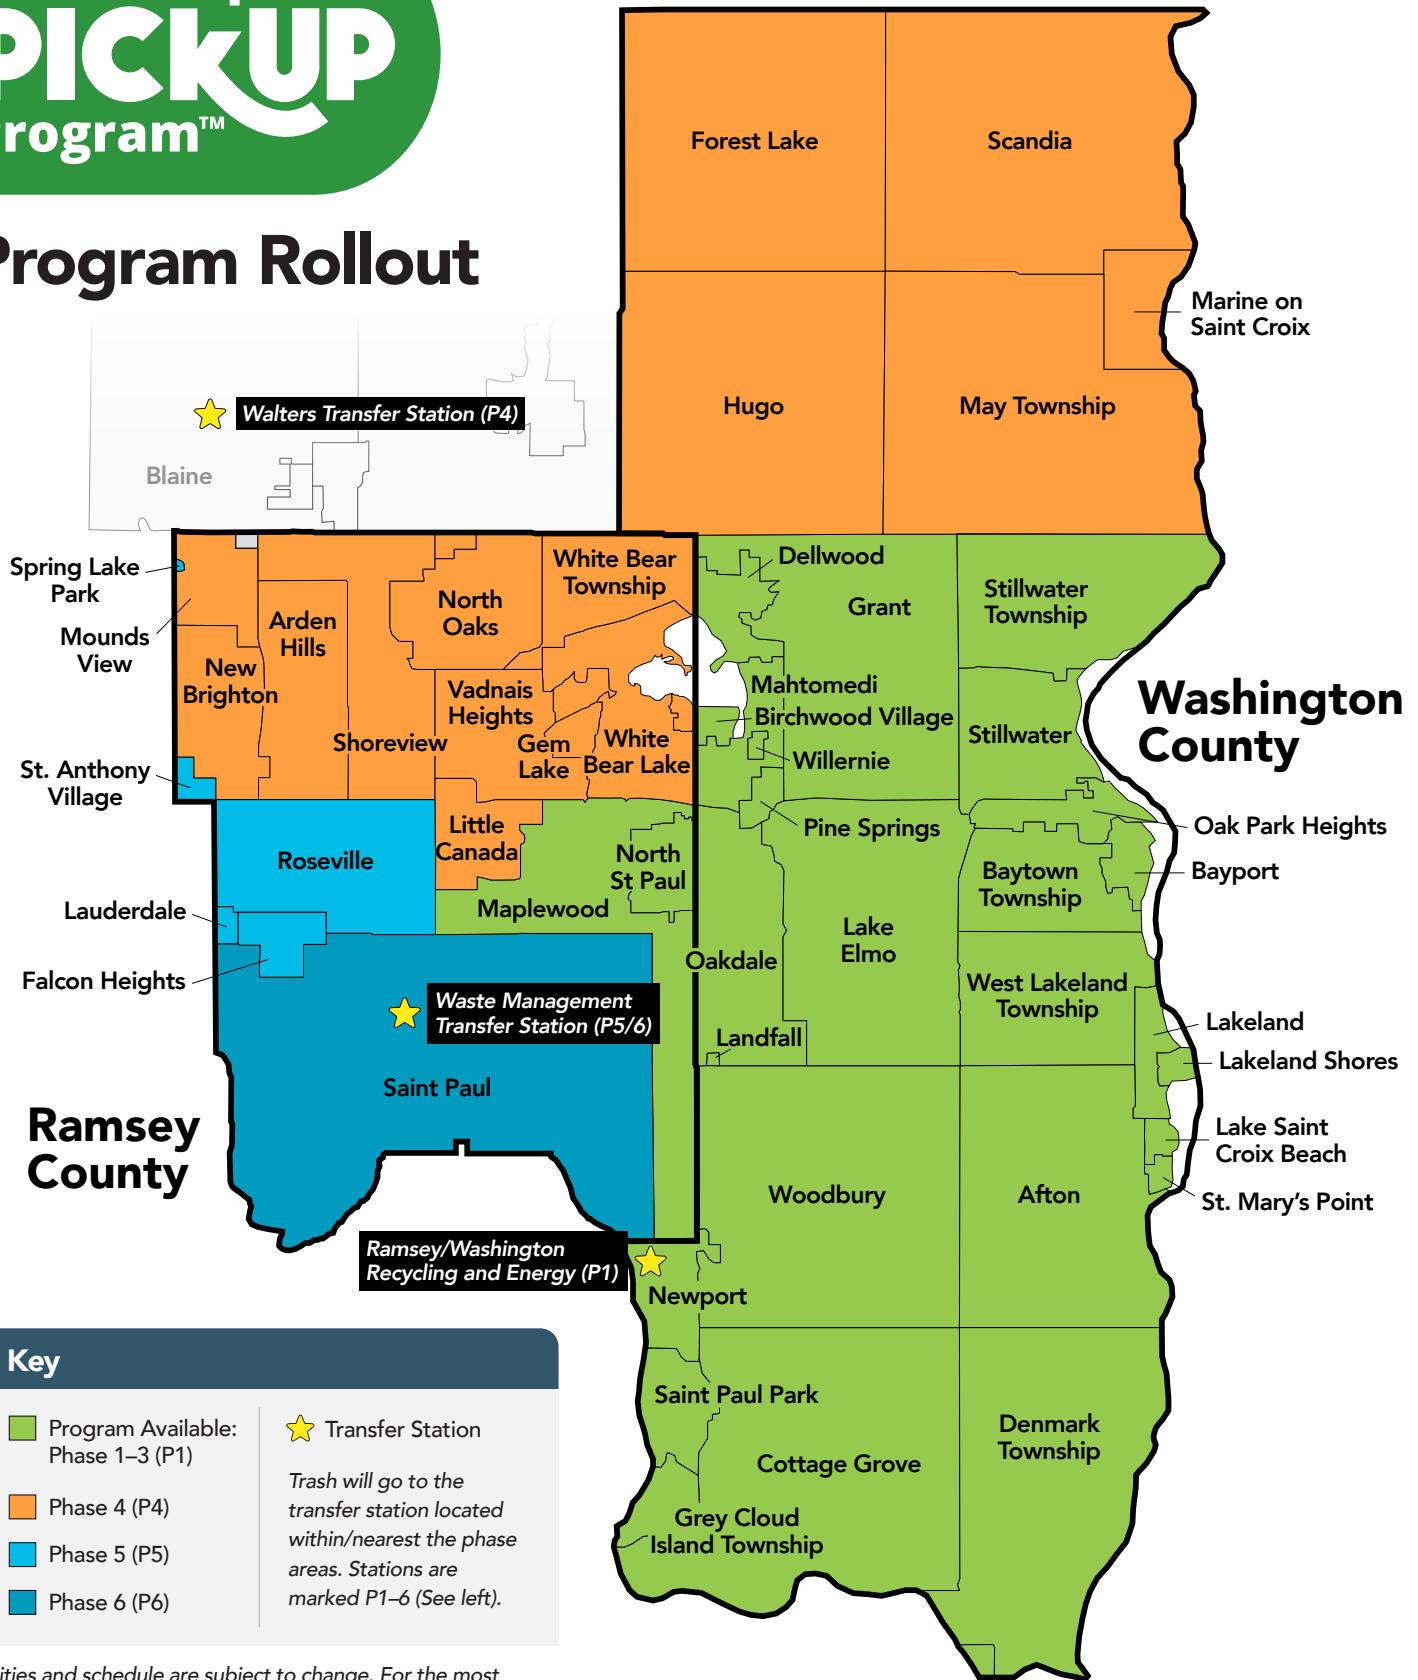 PICKUP
rogram™
Program Rollout
Forest Lake
Scandia
Marine on
Saint Croix
Hugo
May Township
Walters Transfer Station (P4)
Blaine
Spring Lake
Park
Mounds
View
Arden
Hills
New
Brighton
North
Oaks
White Bear
Township
Vadnais
Heights
Shoreview
Gem
Lake
White
Bear Lake
St. Anthony
Village
Little
Canada
Roseville
North
St Paul
Maplewood
Lauderdale
Falcon Heights
Waste Management
Transfer Station (P5/6)
Saint Paul
Ramsey
County
Dellwood
Grant
Stillwater
Township
Mahtomedi
Birchwood Village
Willernie
Stillwater
Washington
County
Pine Springs
Oak Park Heights
Bayport
Baytown
Township
Lake
Elmo
Oakdale
West Lakeland
Township
Landfall
Lakeland
Lakeland Shores
Lake Saint
Croix Beach
St. Mary's Point
Woodbury
Afton
Ramsey/Washington
Recycling and Energy (P1)
Newport
Saint Paul Park
Cottage Grove
Denmark
Township
Grey Cloud
Island Township
Key
Program Available:
Phase 1–3 (P1)
Phase 4 (P4)
Phase 5 (P5)
Phase 6 (P6)
Transfer Station
Trash will go to the
transfer station located
within/nearest the phase
areas. Stations are
marked P1–6 (See left).
ities and schedule are subject to change. For the most